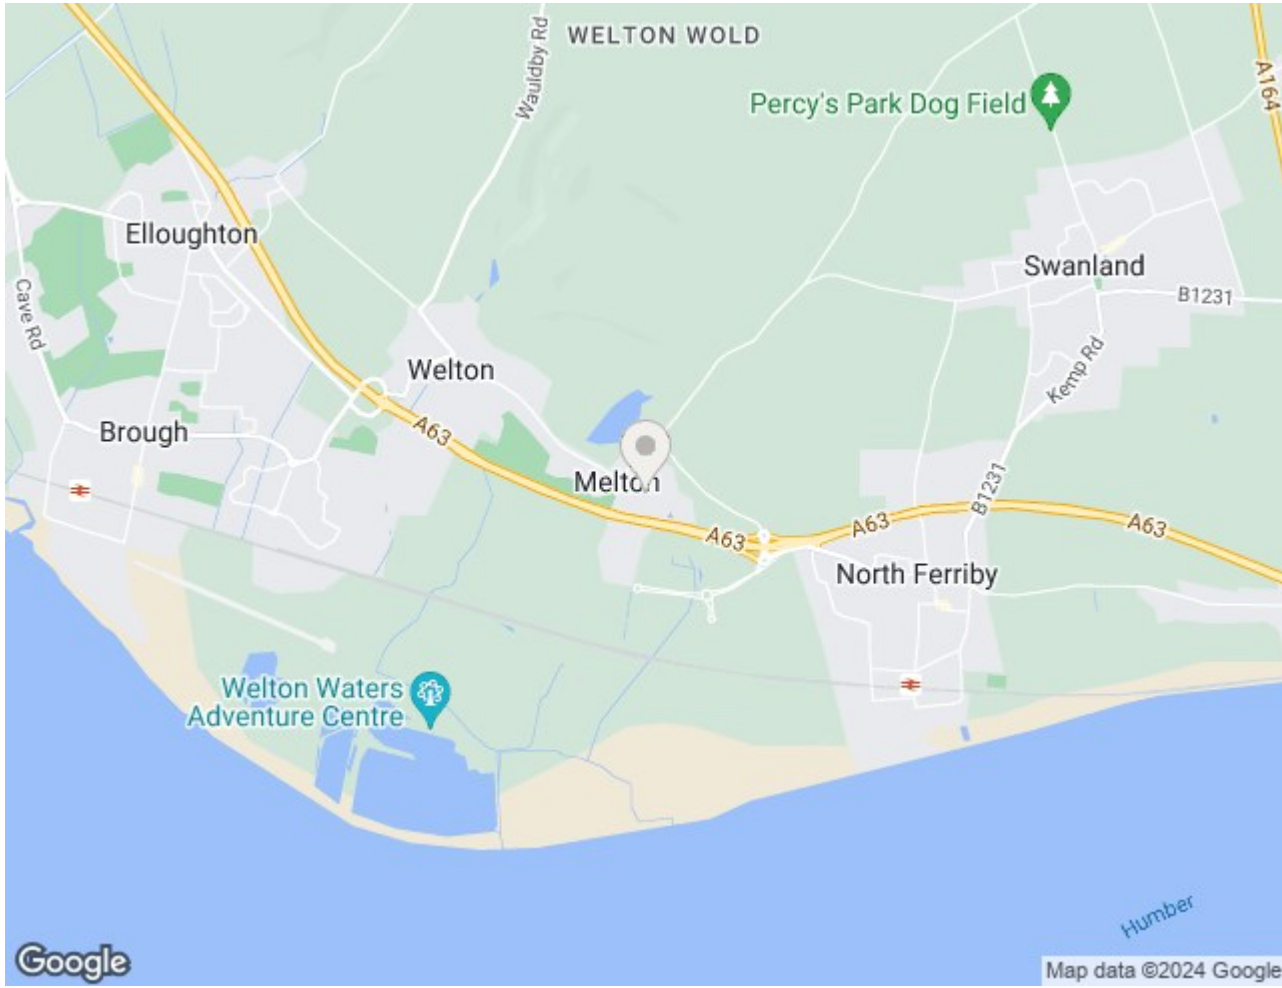 WELTON WOLD
Wauldby Rd
Percy's Park Dog Field
A164
Elloughton
Swanland
B1231
Cave Rd
Welton
Kemp Rd
Brough
A63
Melton
B1231
A63
A63
A63
North Ferriby
Welton Waters
Adventure Centre
Humber
Google
Map data ©2024 Google